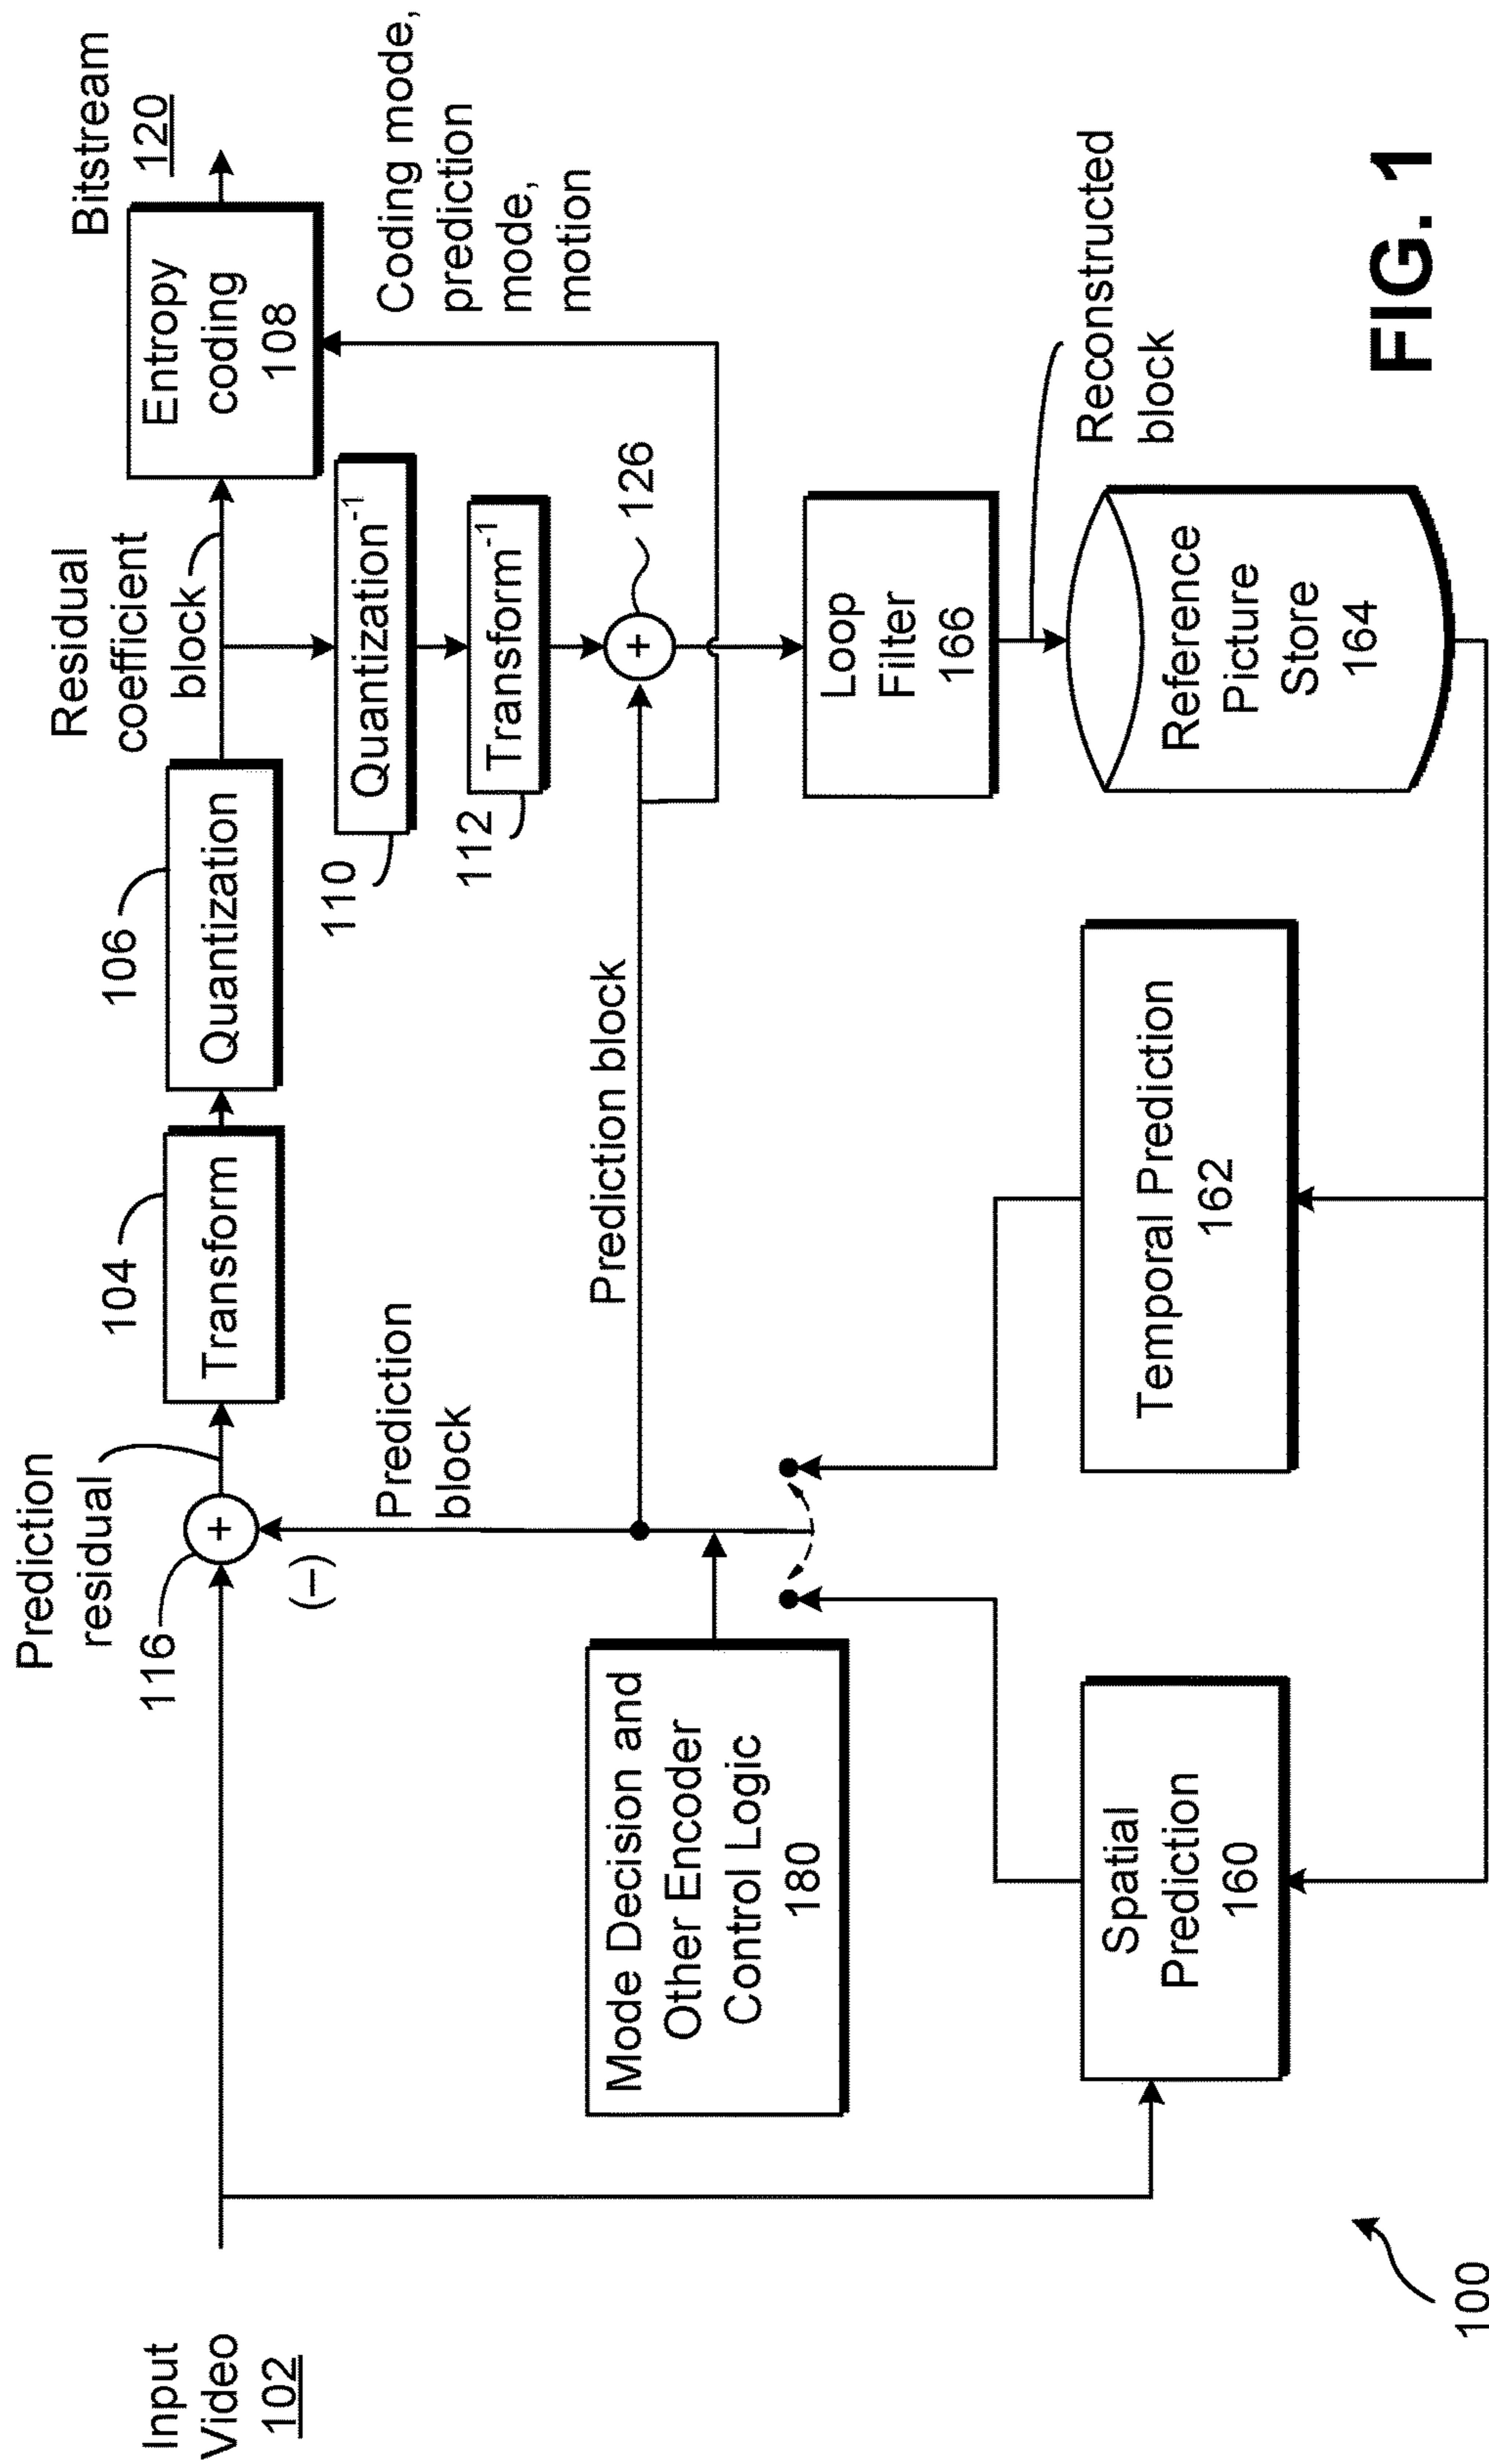 Input
Video
102
Prediction
residual
116
104
Transform
106
Quantization
Residual
coefficient
block
Entropy
coding
108
Bitstream
120
(–)
Prediction
block
110
Quantization-1
112
Transform-1
126
Coding mode,
prediction
mode,
motion
Prediction block
Mode Decision and
Other Encoder
Control Logic
180
Loop
Filter
166
Reconstructed
block
Spatial
Prediction
160
Temporal Prediction
162
Reference
Picture
Store
164
100
FIG. 1
+
+